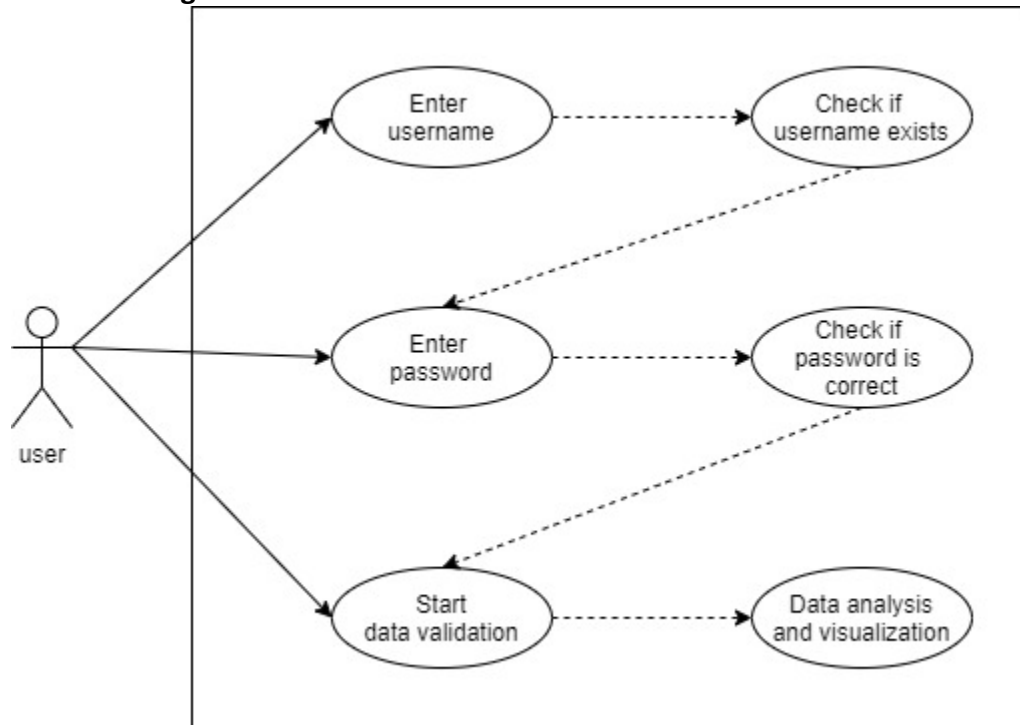 Enter
username
Check if
username exists
Enter
password
Check if
password is
correct
user
Start
data validation
Data analysis
and visualization